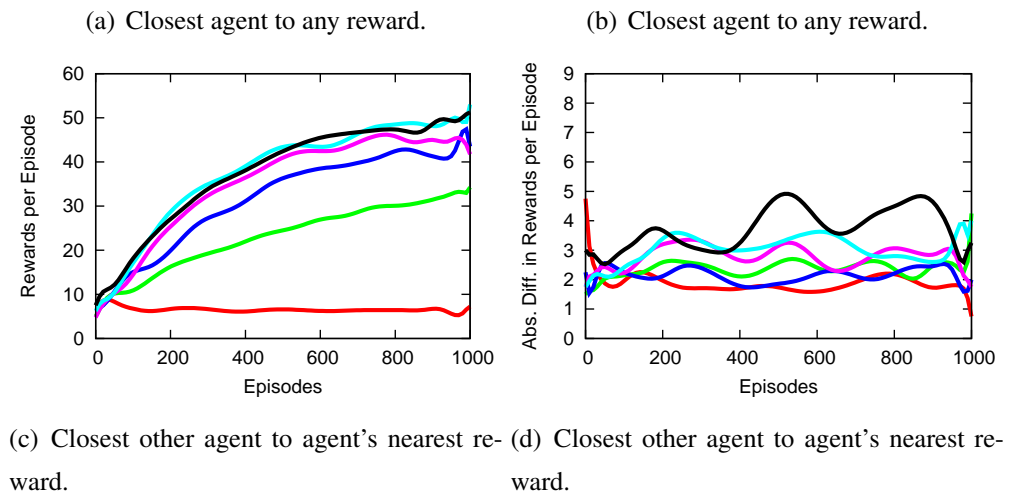 (a) Closest agent to any reward.
(b) Closest agent to any reward.
60
50
40
30
20
10
0
Rewards per Episode
0 200 400 600 800 1000
Episodes
9
8
7
6
5
4
3
2
1
0
Abs. Diff. in Rewards per Episode
0 200 400 600 800 1000
Episodes
(c) Closest other agent to agent's nearest re-
ward.
(d) Closest other agent to agent's nearest re-
ward.